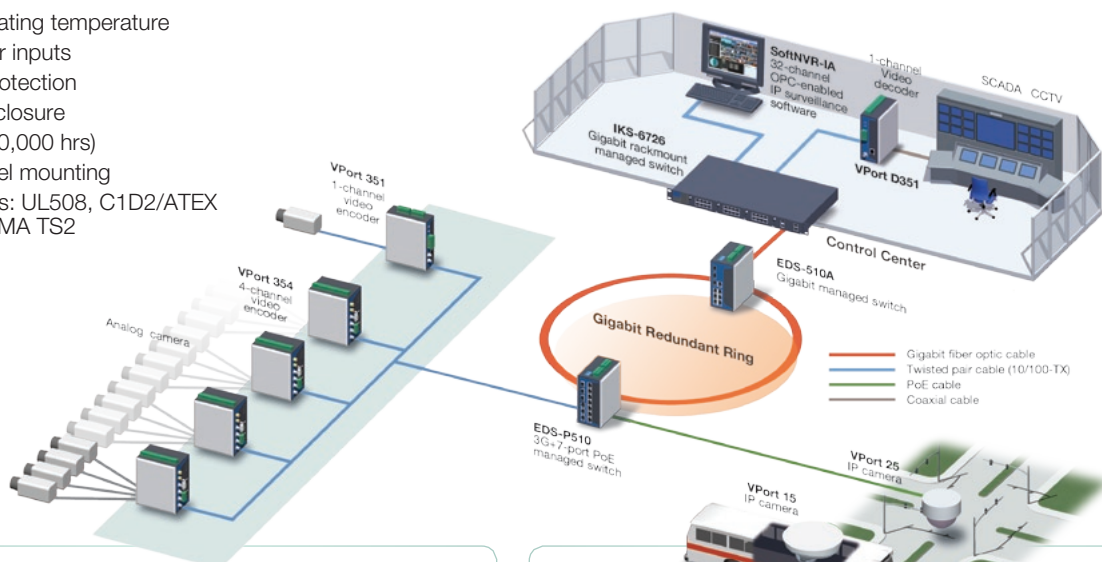 ating temperature
r inputs
otection
closure
0,000 hrs)
el mounting
s: UL508, C1D2/ATEX
MA TS2
SoftNVR-IA
32-channel
OPC-enabled
IP surveillance
software
1-channel
Video
decoder
SCADA CCTV
IKS-6726
Gigabit rackmount
managed switch
VPort D351
Control Center
VPort 351
1-channel
video
encoder
EDS-510A
Gigabit managed switch
VPort 354
4-channel
video
encoder
Analog camera
Gigabit Redundant Ring
Gigabit fiber optic cable
Twisted pair cable (10/100-TX)
PoE cable
Coaxial cable
EDS-P510
3G+7-port PoE
managed switch
VPort 25
IP camera
VPort 15
IP camera